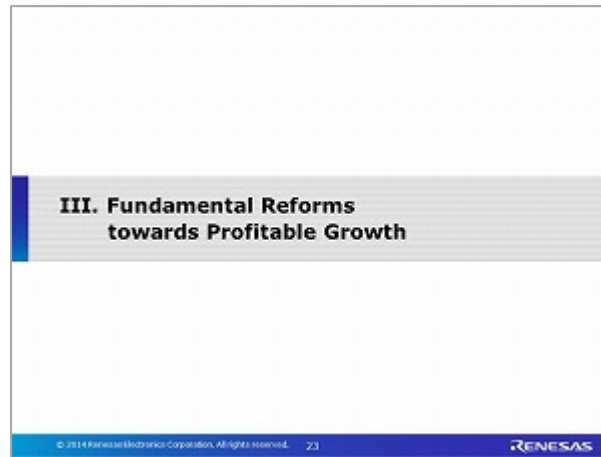 III. Fundamental Reforms
towards Profitable Growth
© 2014 Renesas Electronics Corporation. All rights reserved. 23 RENESAS